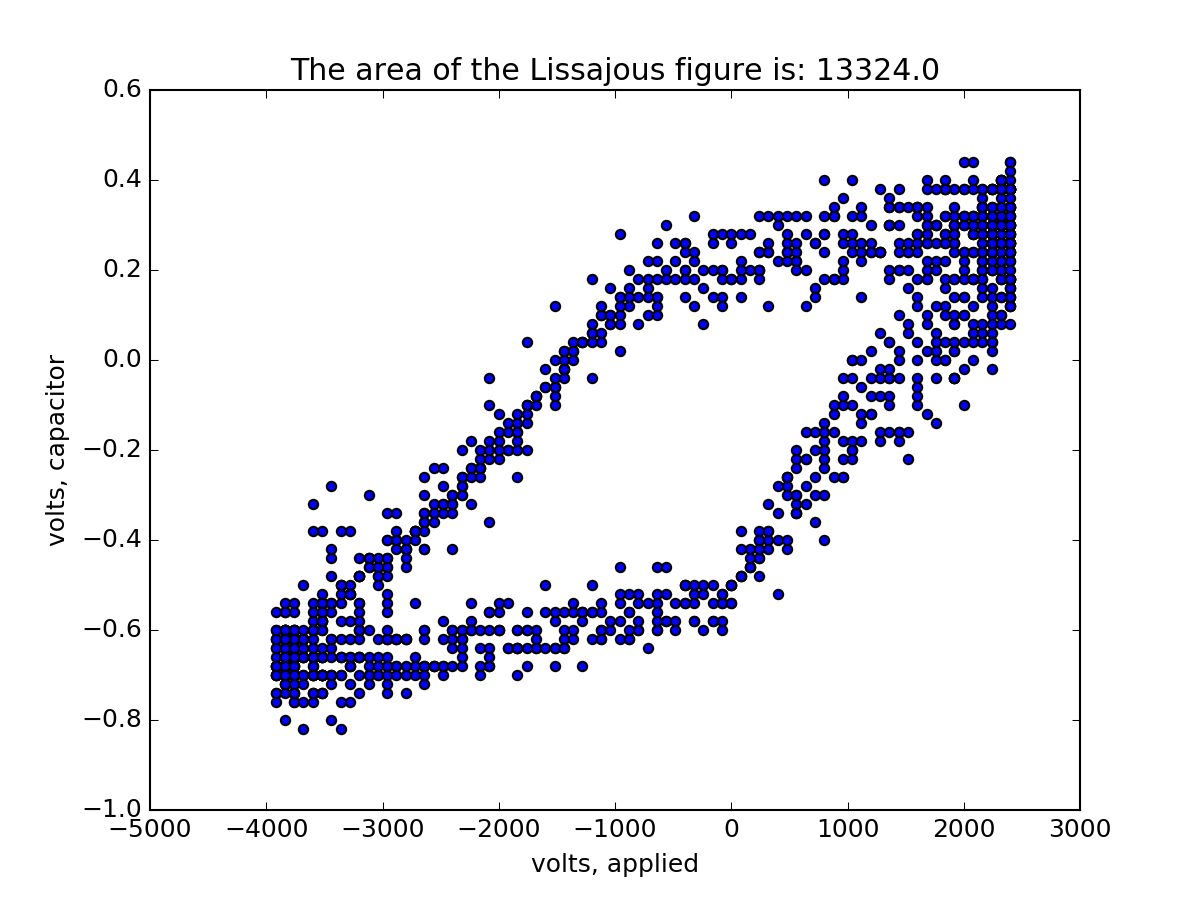 The area of the Lissajous figure is: 13324.0
0.6
0.4
0.2
0.0
−0.2
−0.4
−0.6
−0.8
−1.0
volts, capacitor
−5000 −4000 −3000 −2000 −1000 0 1000 2000 3000
volts, applied